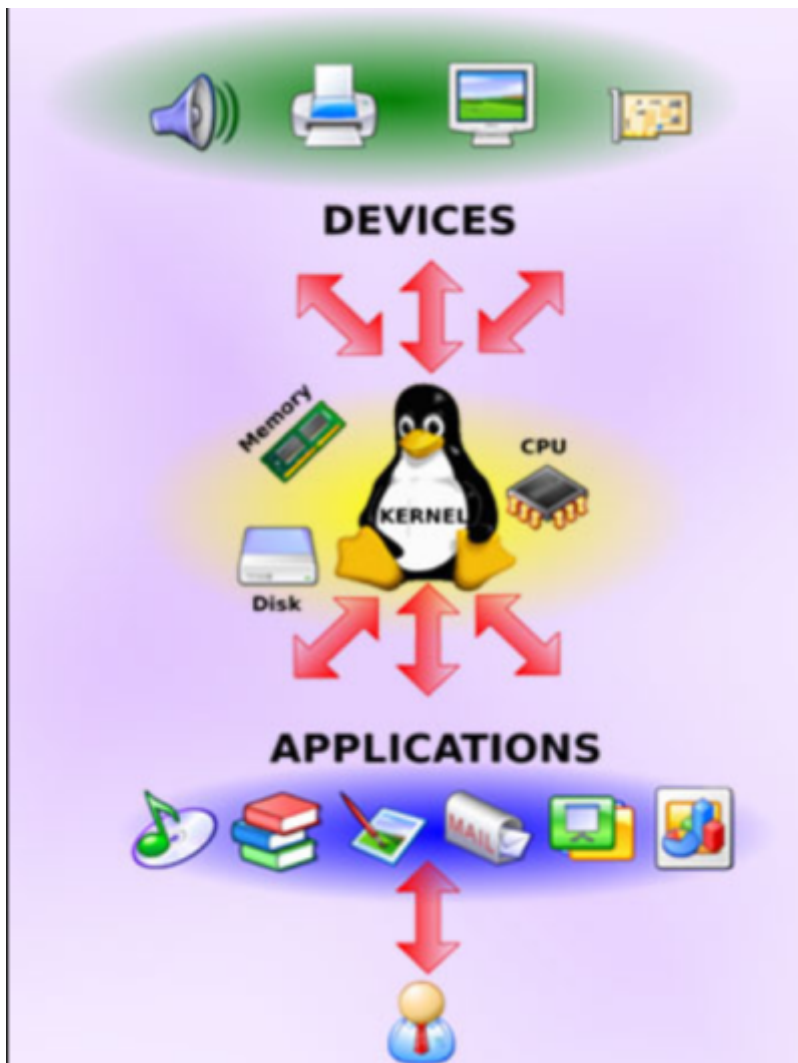 DEVICES
Memory
CPU
KERNEL
Disk
APPLICATIONS
MAIL